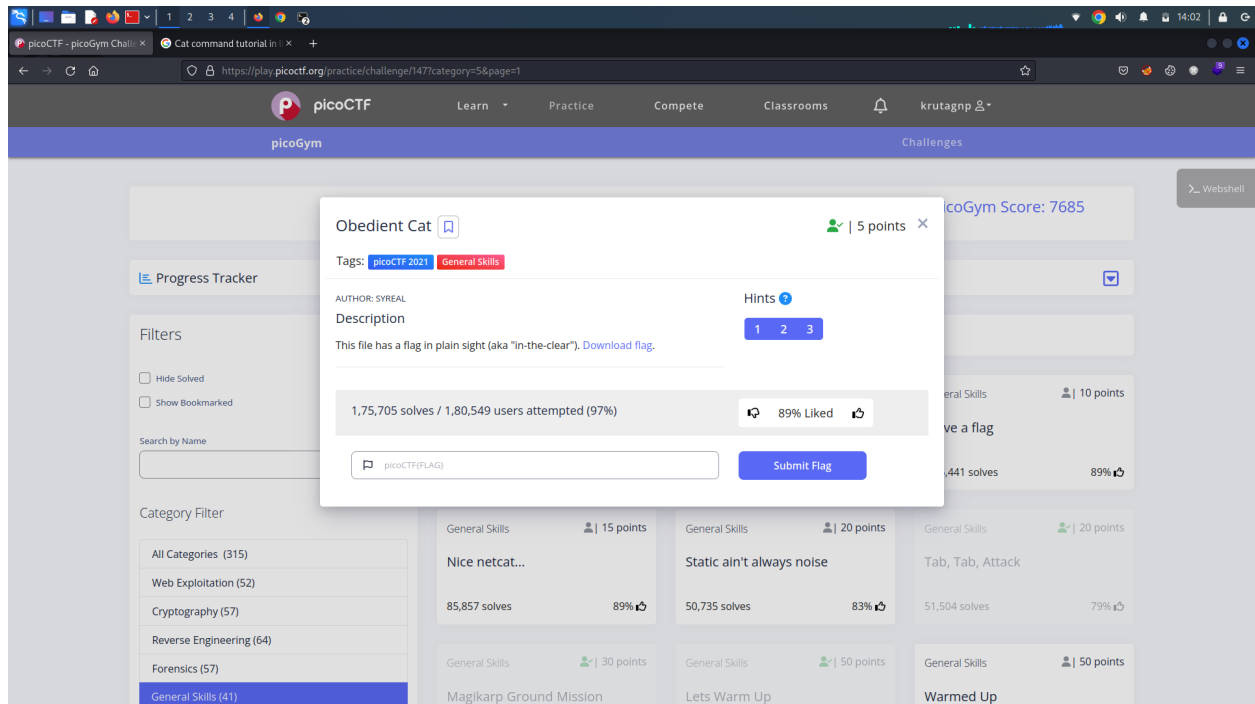 1 2 3 4
14:02
picoCTF - picoGym Challe ×
Cat command tutorial in li ×
+
https://play.picoctf.org/practice/challenge/147?category=5&page=1
9
picoCTF
Learn
Practice
Compete
Classrooms
krutagnp
picoGym
Challenges
Webshell
icoGym Score: 7685
Obedient Cat
| 5 points
×
Tags: picoCTF 2021 General Skills
AUTHOR: SYREAL
Hints ?
Description
1 2 3
This file has a flag in plain sight (aka "in-the-clear"). Download flag.
1,75,705 solves / 1,80,549 users attempted (97%)
89% Liked
picoCTF{FLAG}
Submit Flag
Progress Tracker
Filters
Hide Solved
Show Bookmarked
Search by Name
Category Filter
All Categories (315)
Web Exploitation (52)
Cryptography (57)
Reverse Engineering (64)
Forensics (57)
General Skills (41)
eral Skills
| 10 points
ve a flag
,441 solves
89%
General Skills
| 15 points
Nice netcat...
85,857 solves
89%
General Skills
| 20 points
Static ain't always noise
50,735 solves
83%
General Skills
| 20 points
Tab, Tab, Attack
51,504 solves
79%
General Skills
| 30 points
Magikarp Ground Mission
General Skills
| 50 points
Lets Warm Up
General Skills
| 50 points
Warmed Up